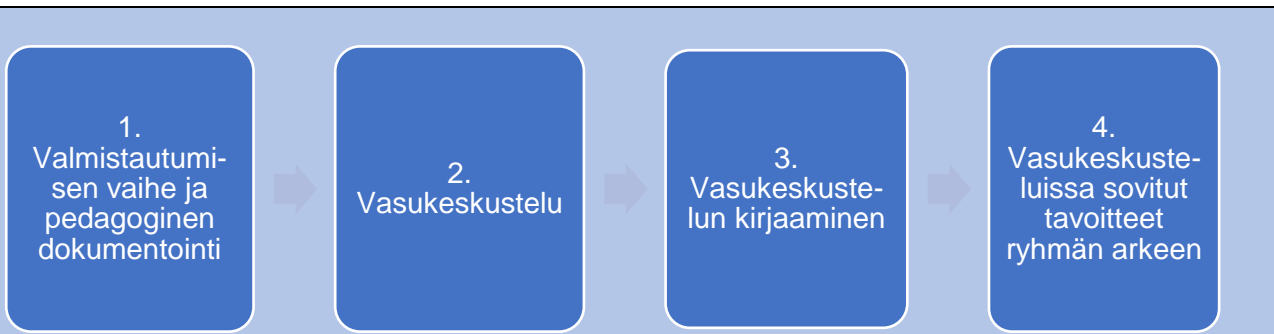 1.
Valmistautumi-
sen vaihe ja
pedagoginen
dokumentointi
2.
Vasukeskustelu
3.
Vasukeskuste-
lun kirjaaminen
4.
Vasukeskuste-
luissa sovitut
tavoitteet
ryhmän arkeen